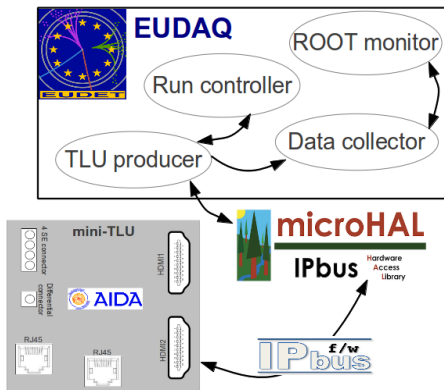 EUDAQ
EUDET
ROOT monitor
Run controller
Data collector
TLU producer
microHAL
IPbus
Hardware
Access
Library
mini-TLU
4 SE connector
HDMI1
Differential
connector
AIDA
HDMI2
RJ45
RJ45
IPbus
f/w